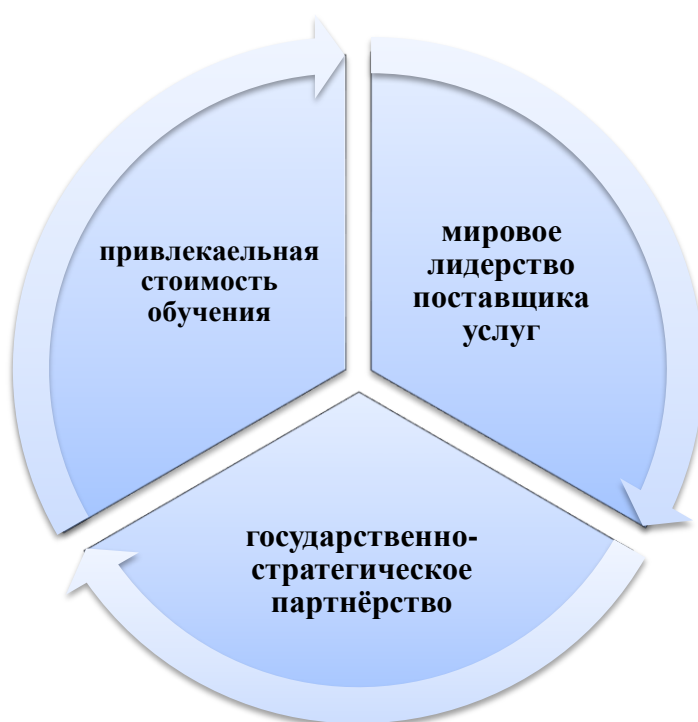 привлекаельная
стоимость
обучения
мировое
лидерство
поставщика
услуг
государственно-
стратегическое
партнёрство